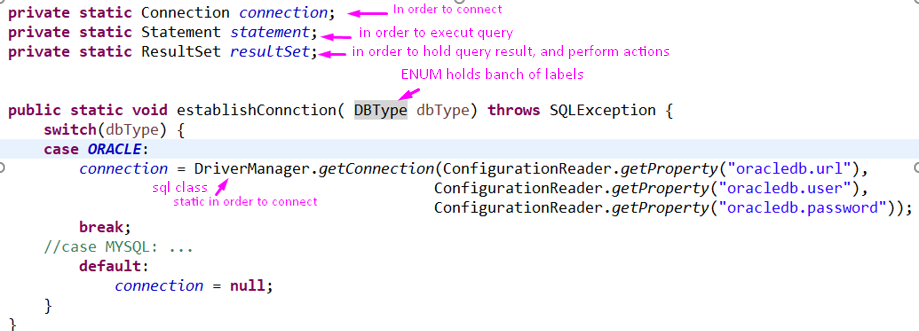 private static Connection connection; In order to connect
private static Statement statement; in order to execut query
private static ResultSet resultSet; in order to hold query result, and perform actions
ENUM holds banch of labels
public static void establishConnction( DBType dbType) throws SQLException {
switch(dbType) {
case ORACLE:
connection = DriverManager.getConnection(ConfigurationReader.getProperty("oracledb.url"),
sql class ConfigurationReader.getProperty("oracledb.user"),
static in order to connect ConfigurationReader.getProperty("oracledb.password"));
break;
//case MYSQL: ...
default:
connection = null;
}
}